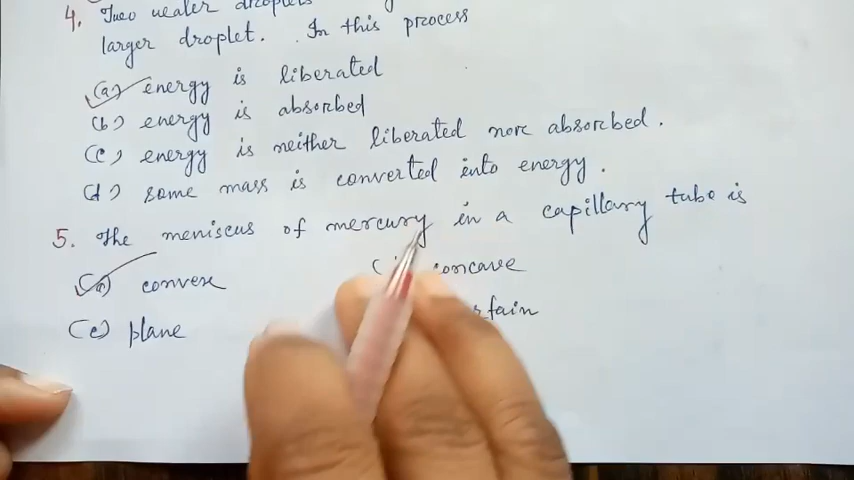 4. Two water droplets
larger droplet. In this process
(a) energy is liberated
(b) energy is absorbed
(c) energy is neither liberated nor absorbed.
(d) some mass is converted into energy.
5. The meniscus of mercury in a capillary tube is
(a) convex concave
(c) plane